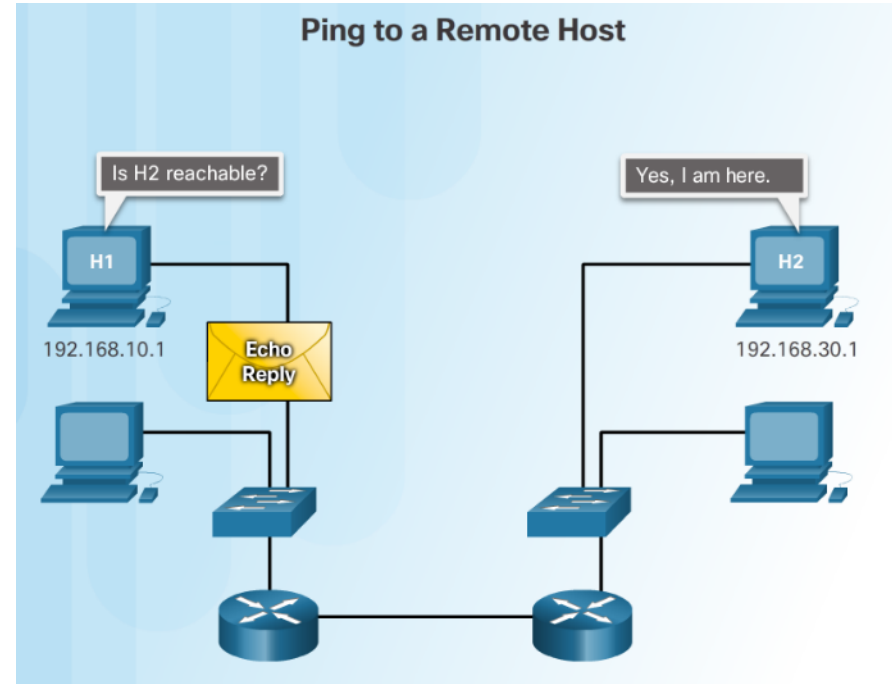 Ping to a Remote Host
Is H2 reachable?
Yes, I am here.
H1
H2
192.168.10.1
Echo
Reply
192.168.30.1